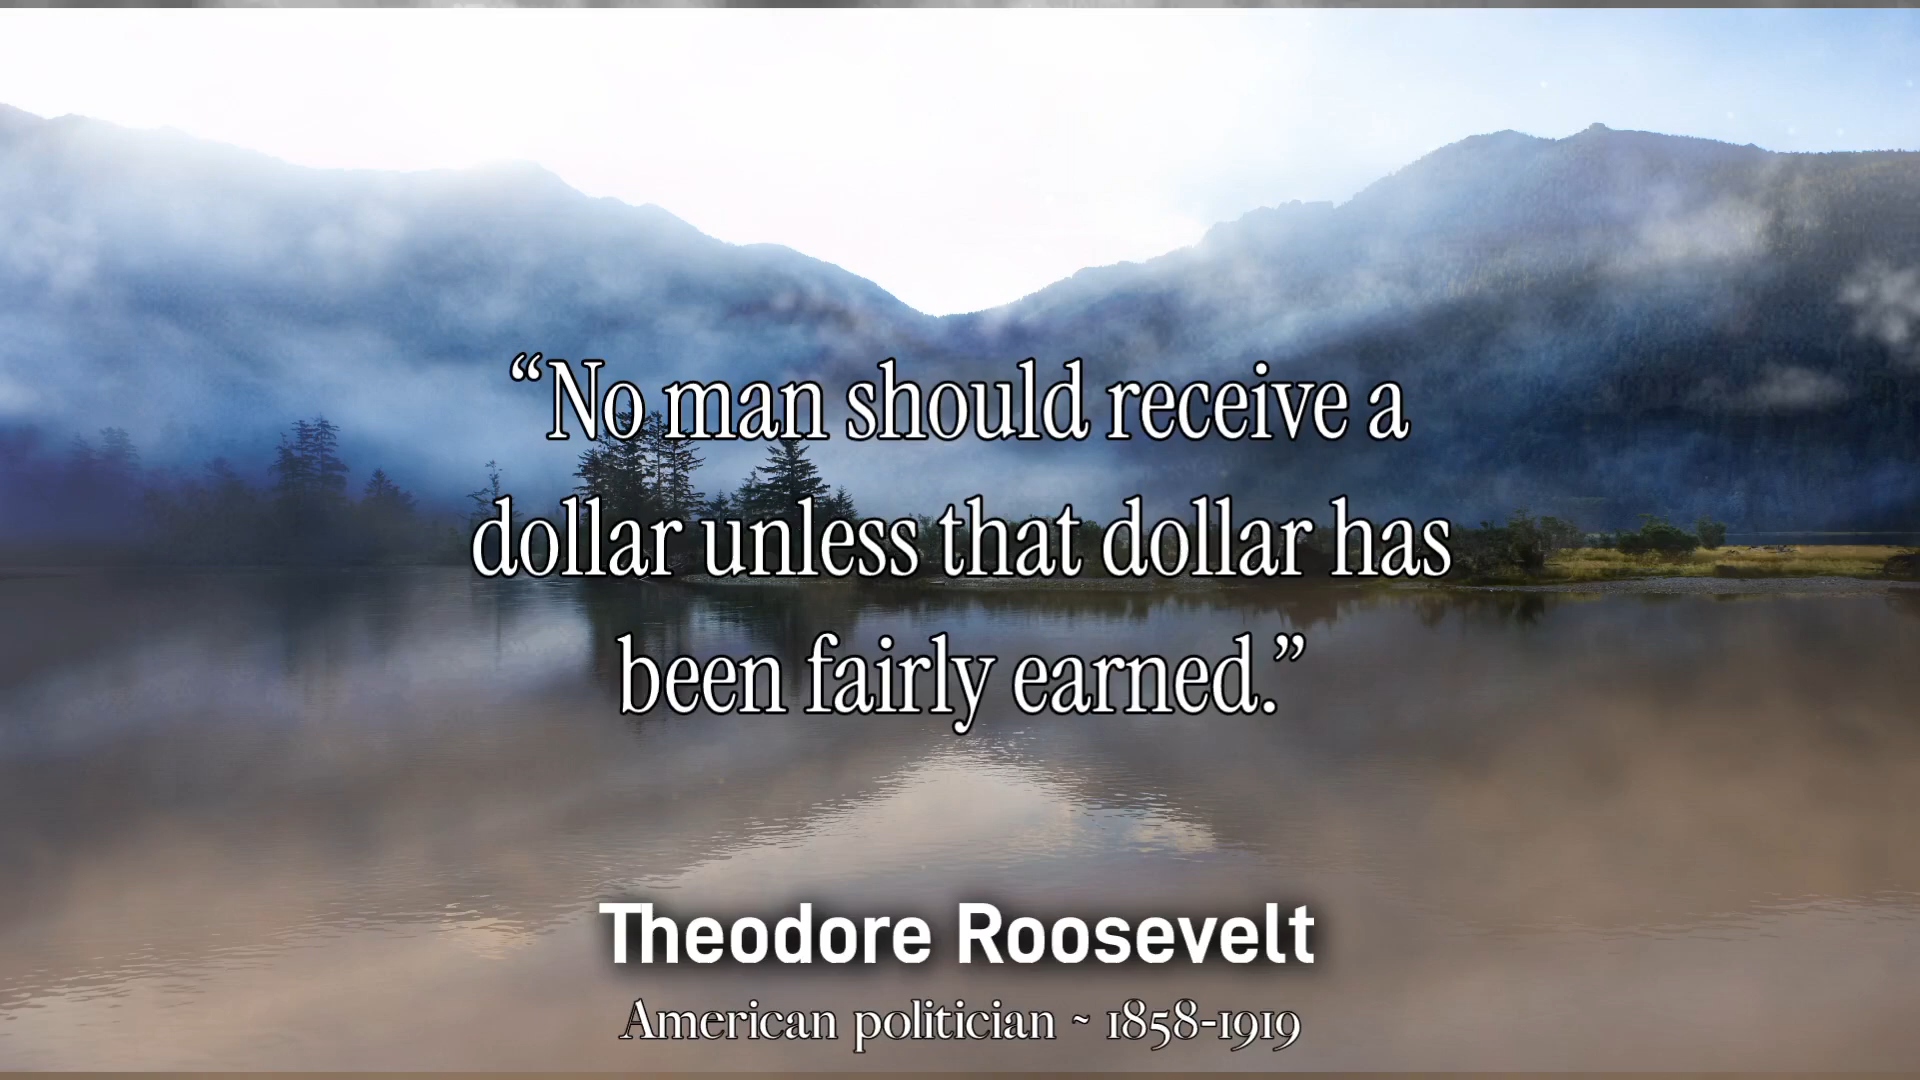 “No man should receive a
dollar unless that dollar has
been fairly earned.”
Theodore Roosevelt
American politician ~ 1858-1919